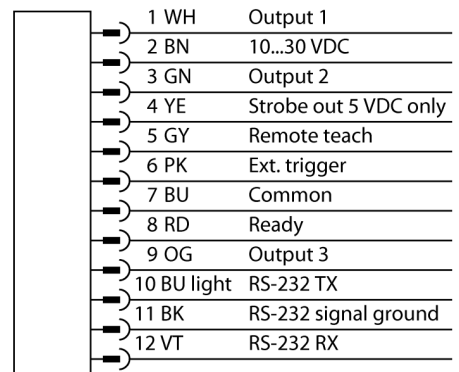 1 WH Output 1
2 BN 10...30 VDC
3 GN Output 2
4 YE Strobe out 5 VDC only
5 GY Remote teach
6 PK Ext. trigger
7 BU Common
8 RD Ready
9 OG Output 3
10 BU light RS-232 TX
11 BK RS-232 signal ground
12 VT RS-232 RX